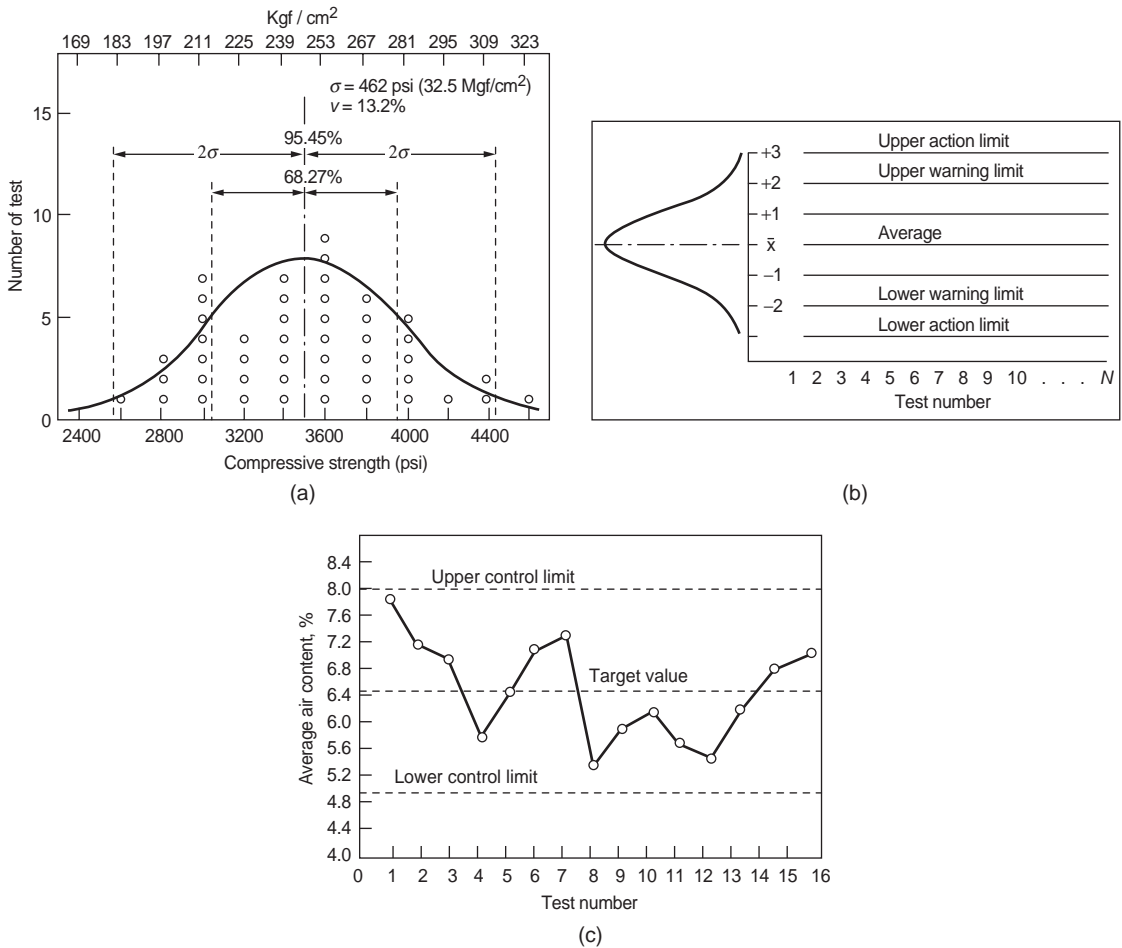 Kgf / cm²
169 183 197 211 225 239 253 267 281 295 309 323
σ = 462 psi (32.5 Mgf/cm²)
v = 13.2%
15
95.45%
2σ 2σ
68.27%
10
5
0
Number of test
2400 2800 3200 3600 4000 4400
Compressive strength (psi)
(a)
+3 Upper action limit
+2 Upper warning limit
+1
x̄ Average
−1
−2 Lower warning limit
Lower action limit
1 2 3 4 5 6 7 8 9 10 . . . N
Test number
(b)
8.4
Upper control limit
8.0
7.6
7.2
6.8
Target value
6.4
6.0
5.6
5.2
Lower control limit
4.8
4.4
4.0
Average air content, %
0 1 2 3 4 5 6 7 8 9 10 11 12 13 14 15 16
Test number
(c)